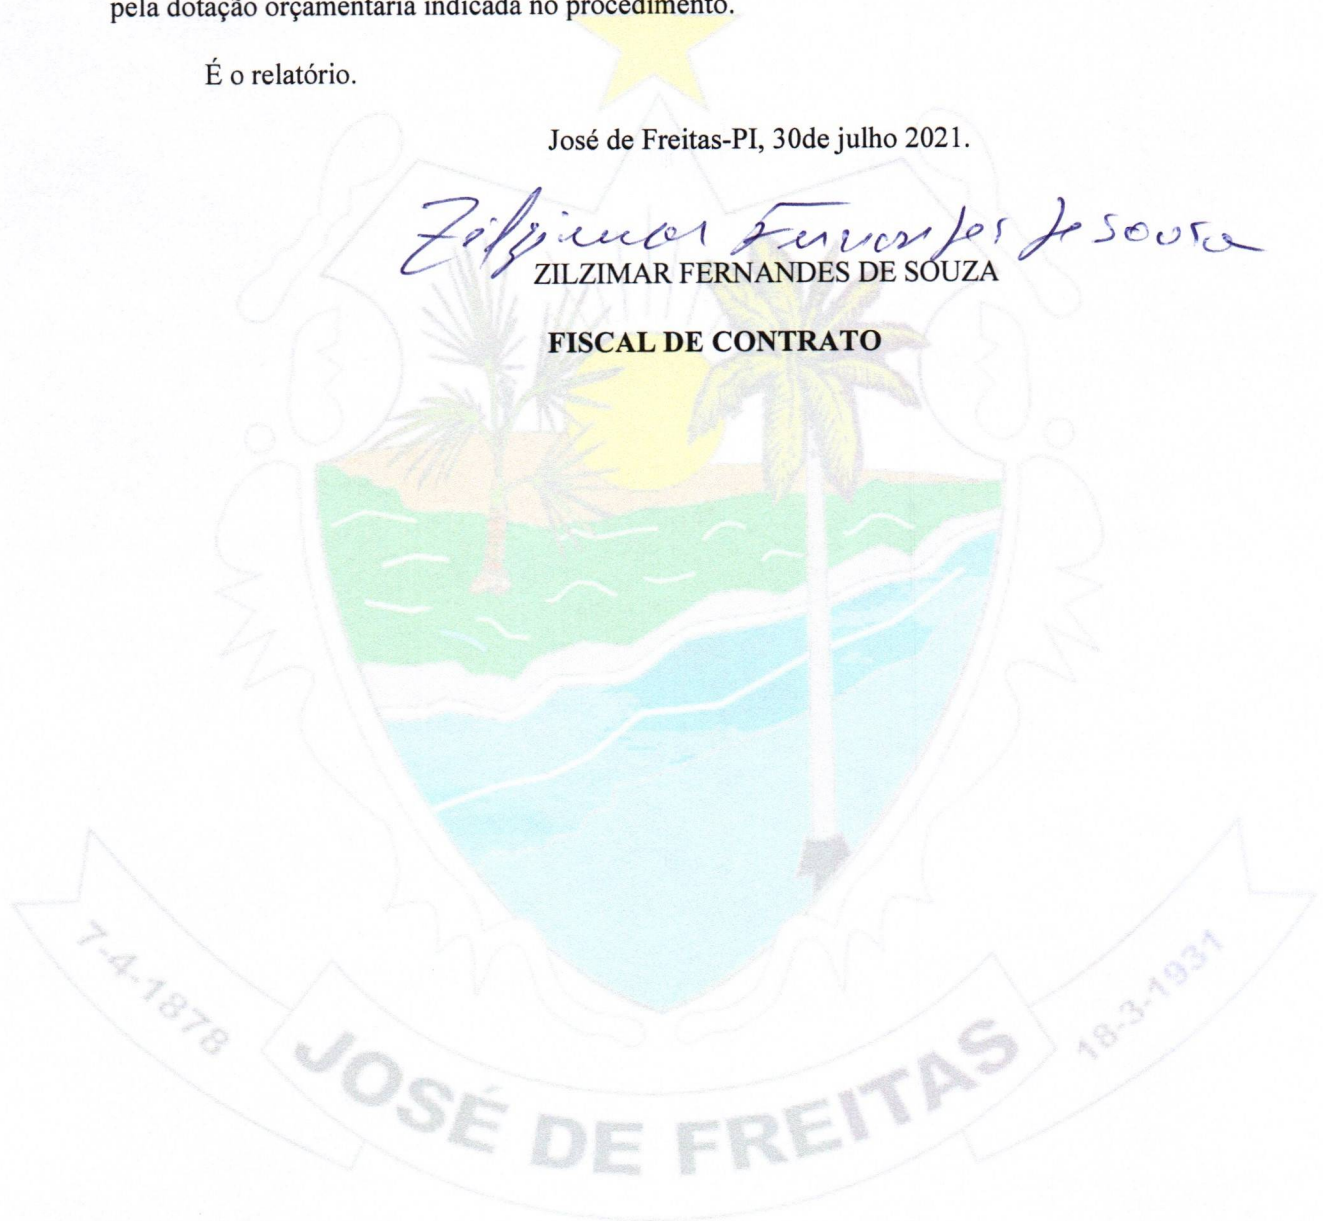 pela dotação orçamentária indicada no procedimento.
É o relatório.
José de Freitas-PI, 30de julho 2021.
Zilzimar Fernandes de Souza
ZILZIMAR FERNANDES DE SOUZA
FISCAL DE CONTRATO
7-4-1878
JOSÉ DE FREITAS
18-3-1931